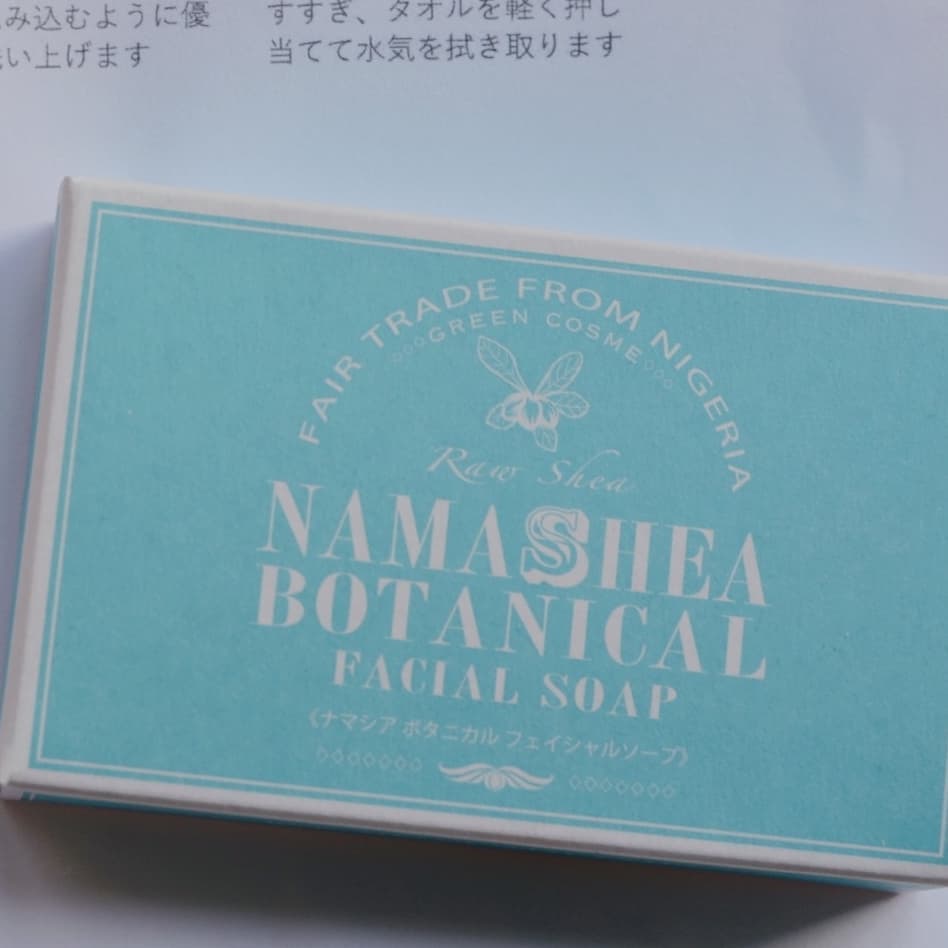 み込むように優
い上げます
すすぎ、タオルを軽く押し
当てて水気を拭き取ります
FAIR TRADE FROM NIGERIA
GREEN COSME
Raw Shea
NAMASHEA
BOTANICAL
FACIAL SOAP
《ナマシア ボタニカル フェイシャルソープ》